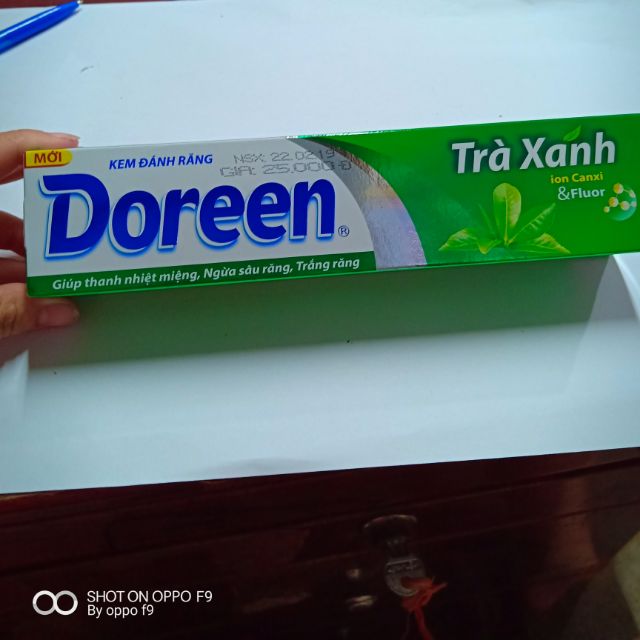 MỚI
KEM ĐÁNH RĂNG
NSX: 22.02.19
GIÁ: 25.000 Đ
Doreen®
Giúp thanh nhiệt miệng, Ngừa sâu răng, Trắng răng
Trà Xanh
ion Canxi
&Fluor
SHOT ON OPPO F9
By oppo f9